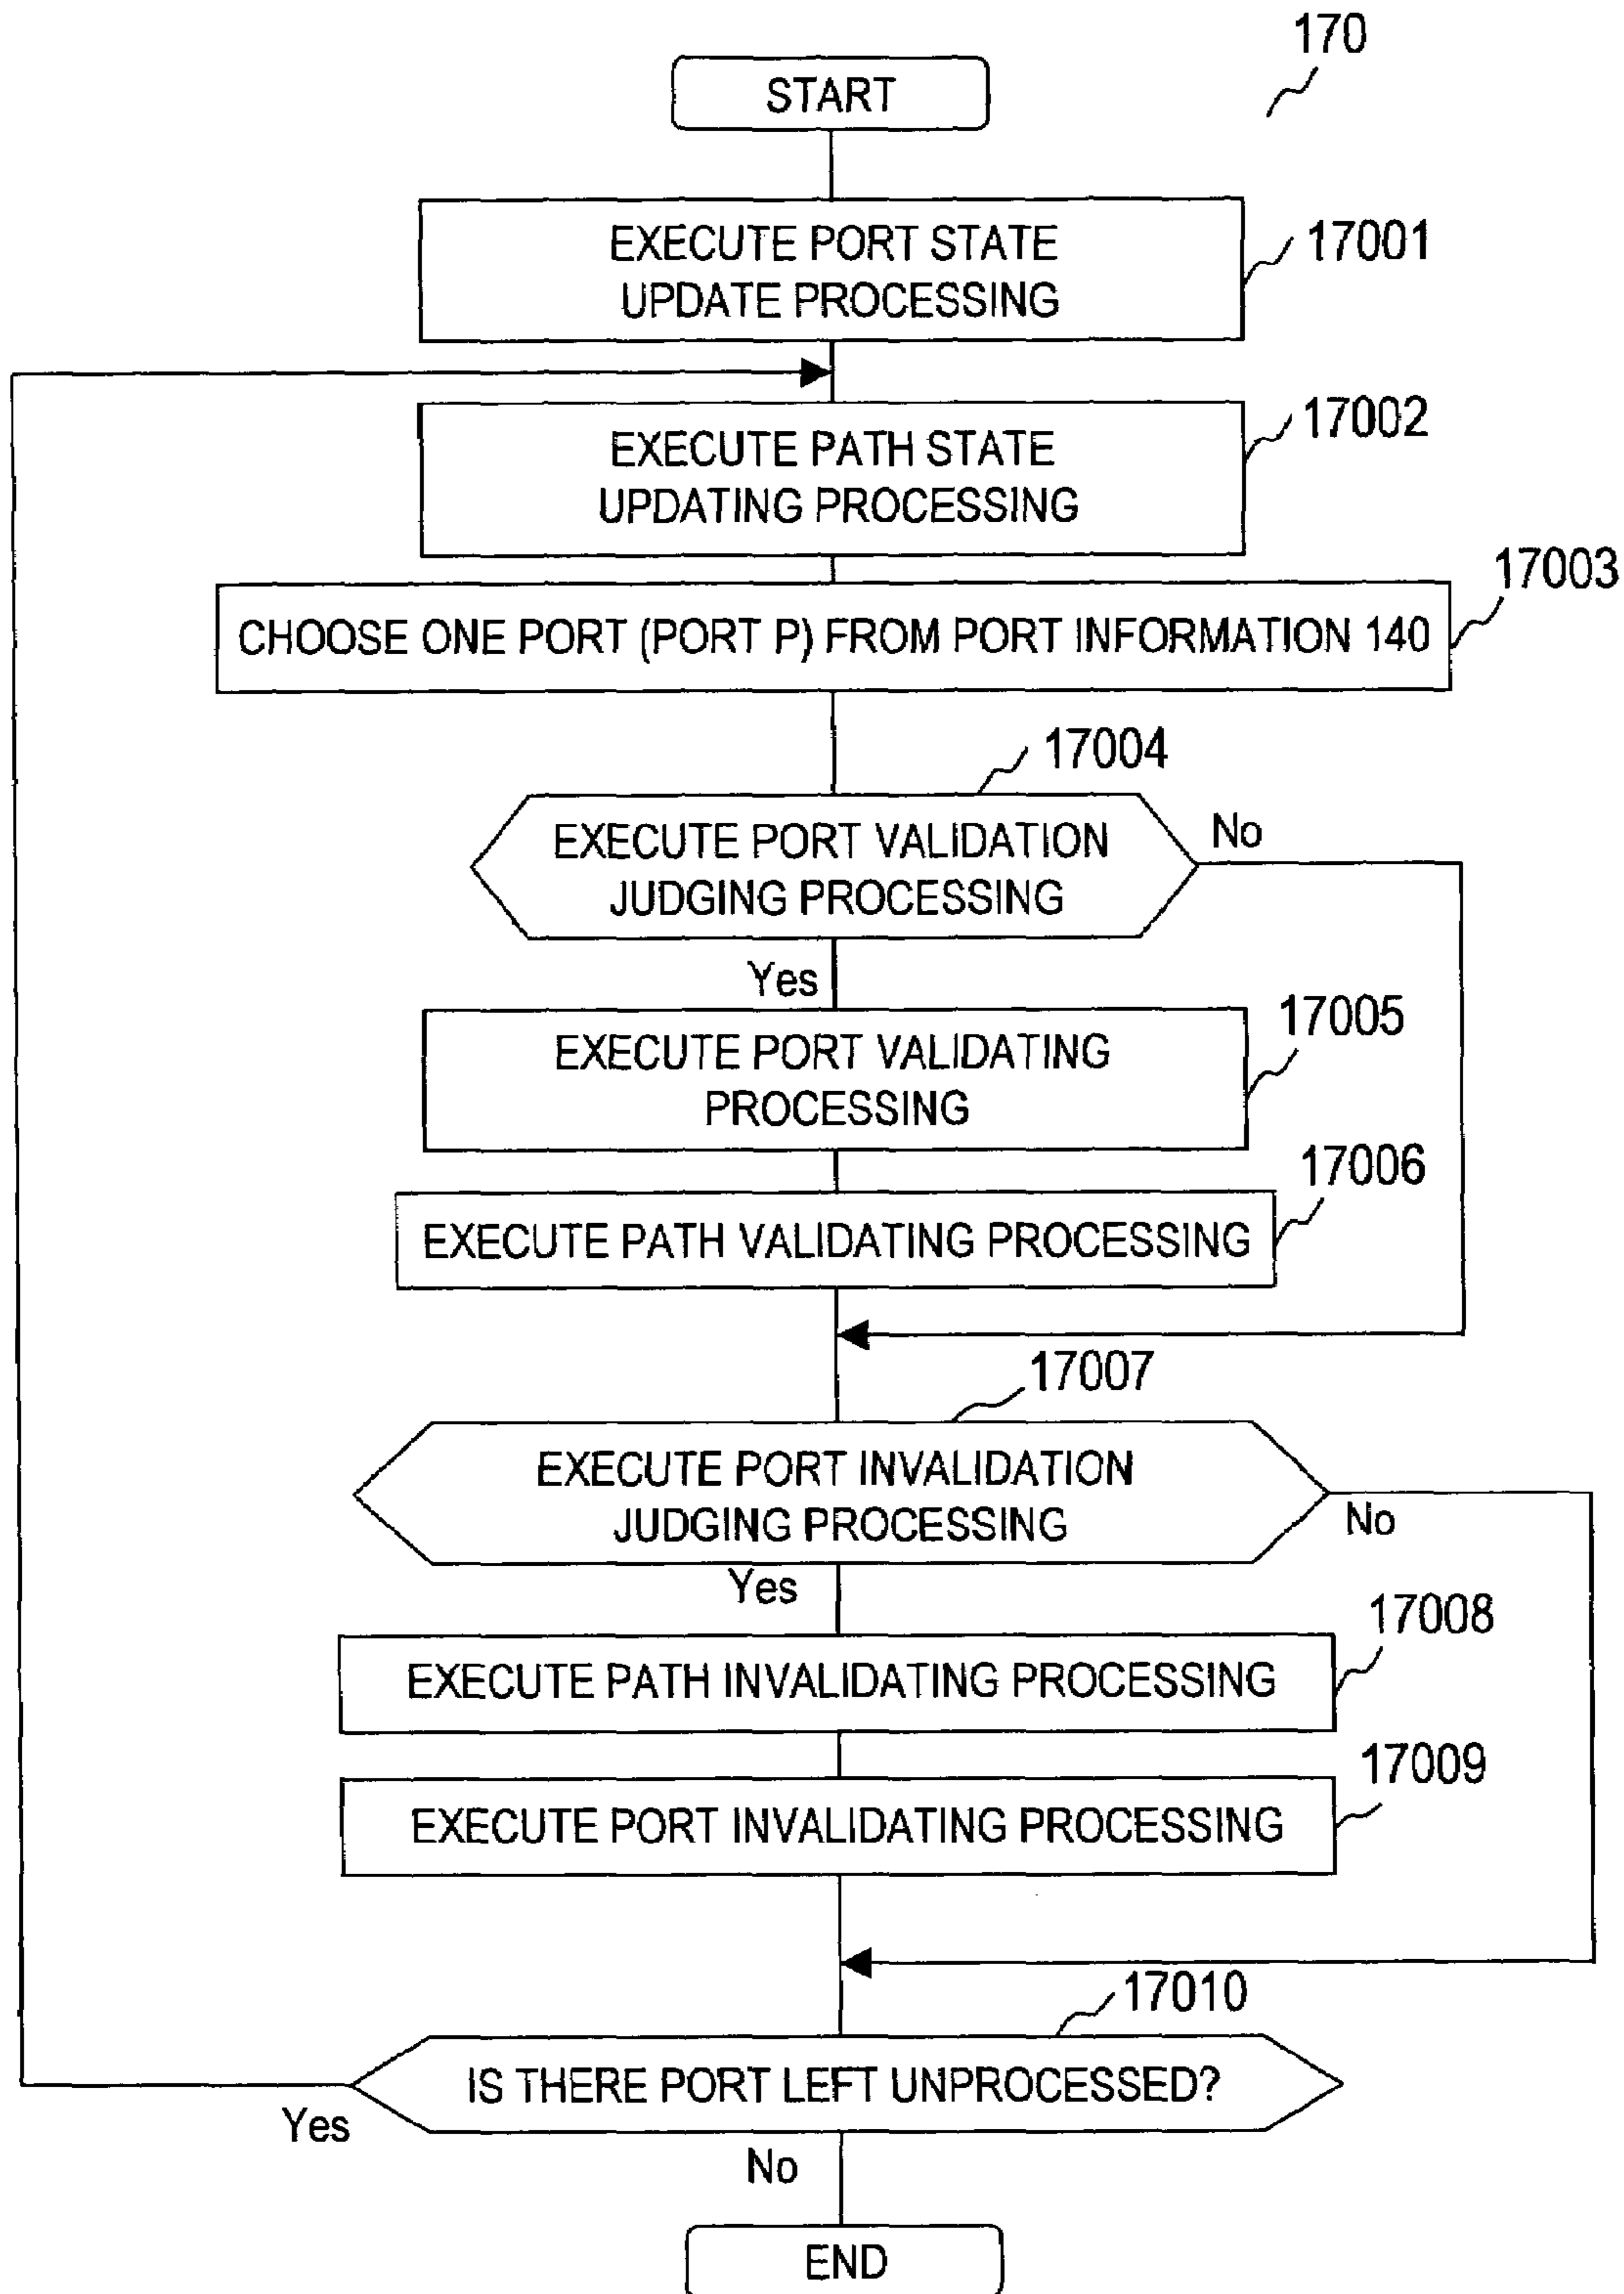 170
START
EXECUTE PORT STATE
UPDATE PROCESSING
17001
EXECUTE PATH STATE
UPDATING PROCESSING
17002
17003
CHOOSE ONE PORT (PORT P) FROM PORT INFORMATION 140
17004
EXECUTE PORT VALIDATION
JUDGING PROCESSING
No
Yes
EXECUTE PORT VALIDATING
PROCESSING
17005
17006
EXECUTE PATH VALIDATING PROCESSING
17007
EXECUTE PORT INVALIDATION
JUDGING PROCESSING
No
Yes
17008
EXECUTE PATH INVALIDATING PROCESSING
17009
EXECUTE PORT INVALIDATING PROCESSING
17010
IS THERE PORT LEFT UNPROCESSED?
Yes
No
END